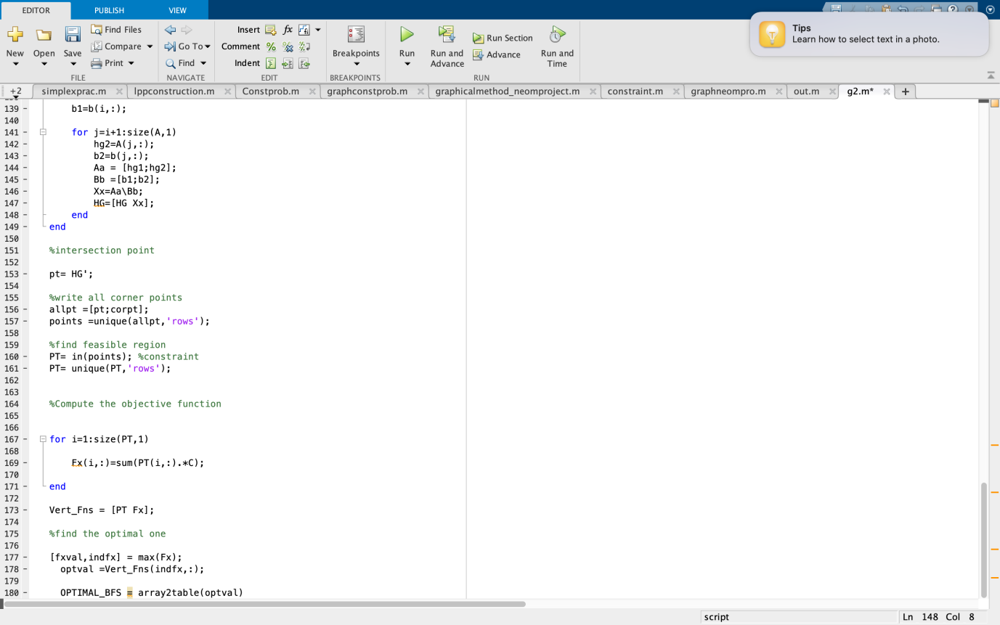 EDITOR PUBLISH VIEW
Tips
Learn how to select text in a photo.
New Open Save Find Files Compare Print
FILE
Go To Find
NAVIGATE
Insert fx
Comment % %
Indent
EDIT
Breakpoints
BREAKPOINTS
Run Run and Advance Run Section Advance Run and Time
RUN
+2 simplexprac.m lppconstruction.m Constprob.m graphconstprob.m graphicalmethod_neomproject.m constraint.m graphneompro.m out.m g2.m* +
139 - b1=b(i,:);
140
141 - for j=i+1:size(A,1)
142 - hg2=A(j,:);
143 - b2=b(j,:);
144 - Aa = [hg1;hg2];
145 - Bb =[b1;b2];
146 - Xx=Aa\Bb;
147 - HG=[HG Xx];
148 - end
149 - end
150
151 %intersection point
152
153 - pt= HG';
154
155 %write all corner points
156 - allpt =[pt;corpt];
157 - points =unique(allpt,'rows');
158
159 %find feasible region
160 - PT= in(points); %constraint
161 - PT= unique(PT,'rows');
162
163
164 %Compute the objective function
165
166
167 - for i=1:size(PT,1)
168
169 - Fx(i,:)=sum(PT(i,:).*C);
170
171 - end
172
173 - Vert_Fns = [PT Fx];
174
175 %find the optimal one
176
177 - [fxval,indfx] = max(Fx);
178 - optval =Vert_Fns(indfx,:);
179
180 - OPTIMAL_BFS = array2table(optval)
script Ln 148 Col 8